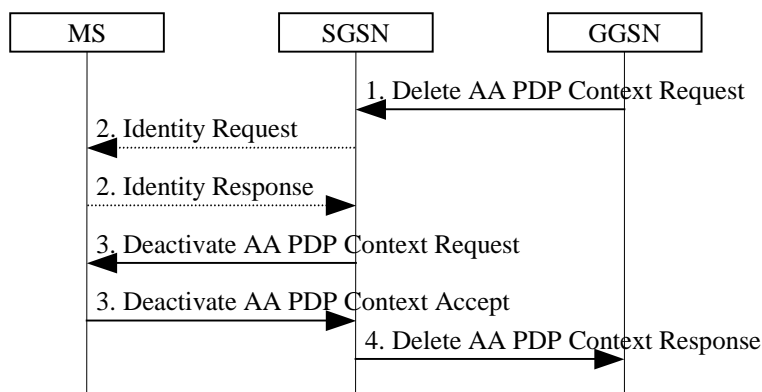 MS
SGSN
GGSN
1. Delete AA PDP Context Request
2. Identity Request
2. Identity Response
3. Deactivate AA PDP Context Request
3. Deactivate AA PDP Context Accept
4. Delete AA PDP Context Response